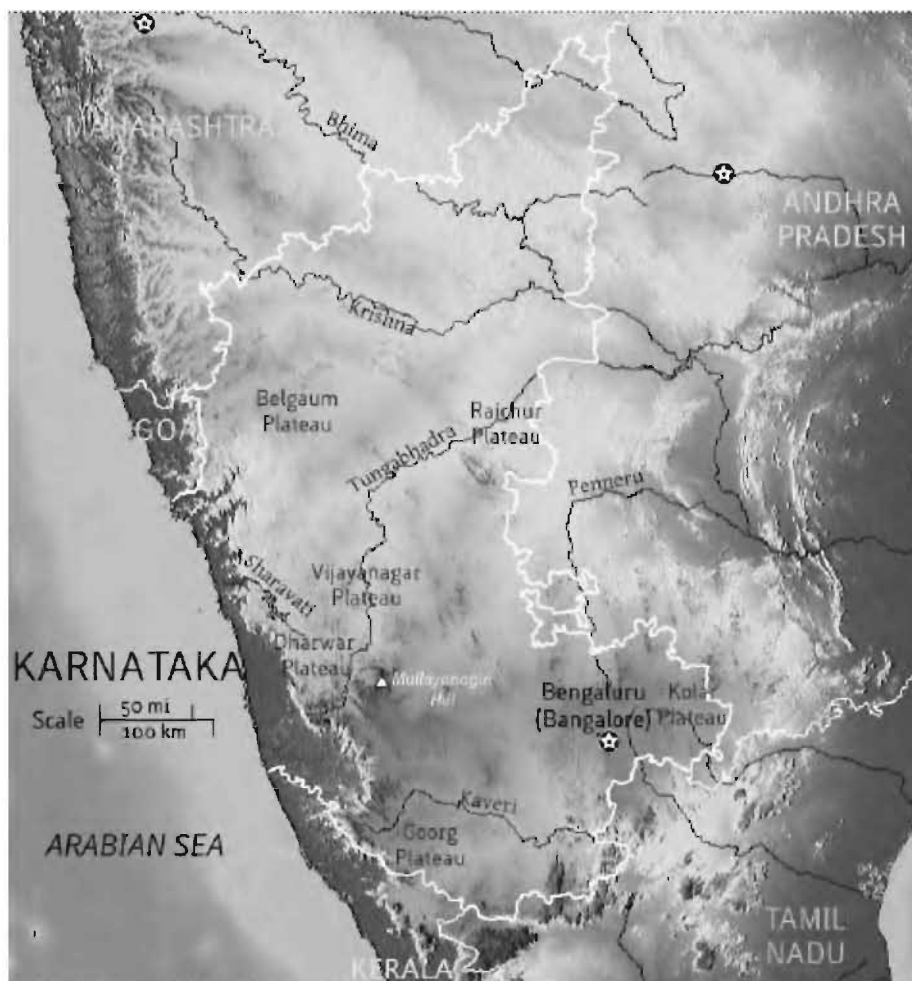 MAHARASHTRA
Bhima
ANDHRA
PRADESH
Krishna
Belgaum
Plateau
Raichur
Plateau
GOA
Tungabhadra
Penneru
Sharavati
Vijayanagar
Plateau
Dharwar
Plateau
KARNATAKA
Mullayanagiri
Hill
Bengaluru
(Bangalore)
Kolar
Plateau
Scale
50 mi
100 km
Kaveri
Coorg
Plateau
ARABIAN SEA
TAMIL
NADU
KERALA